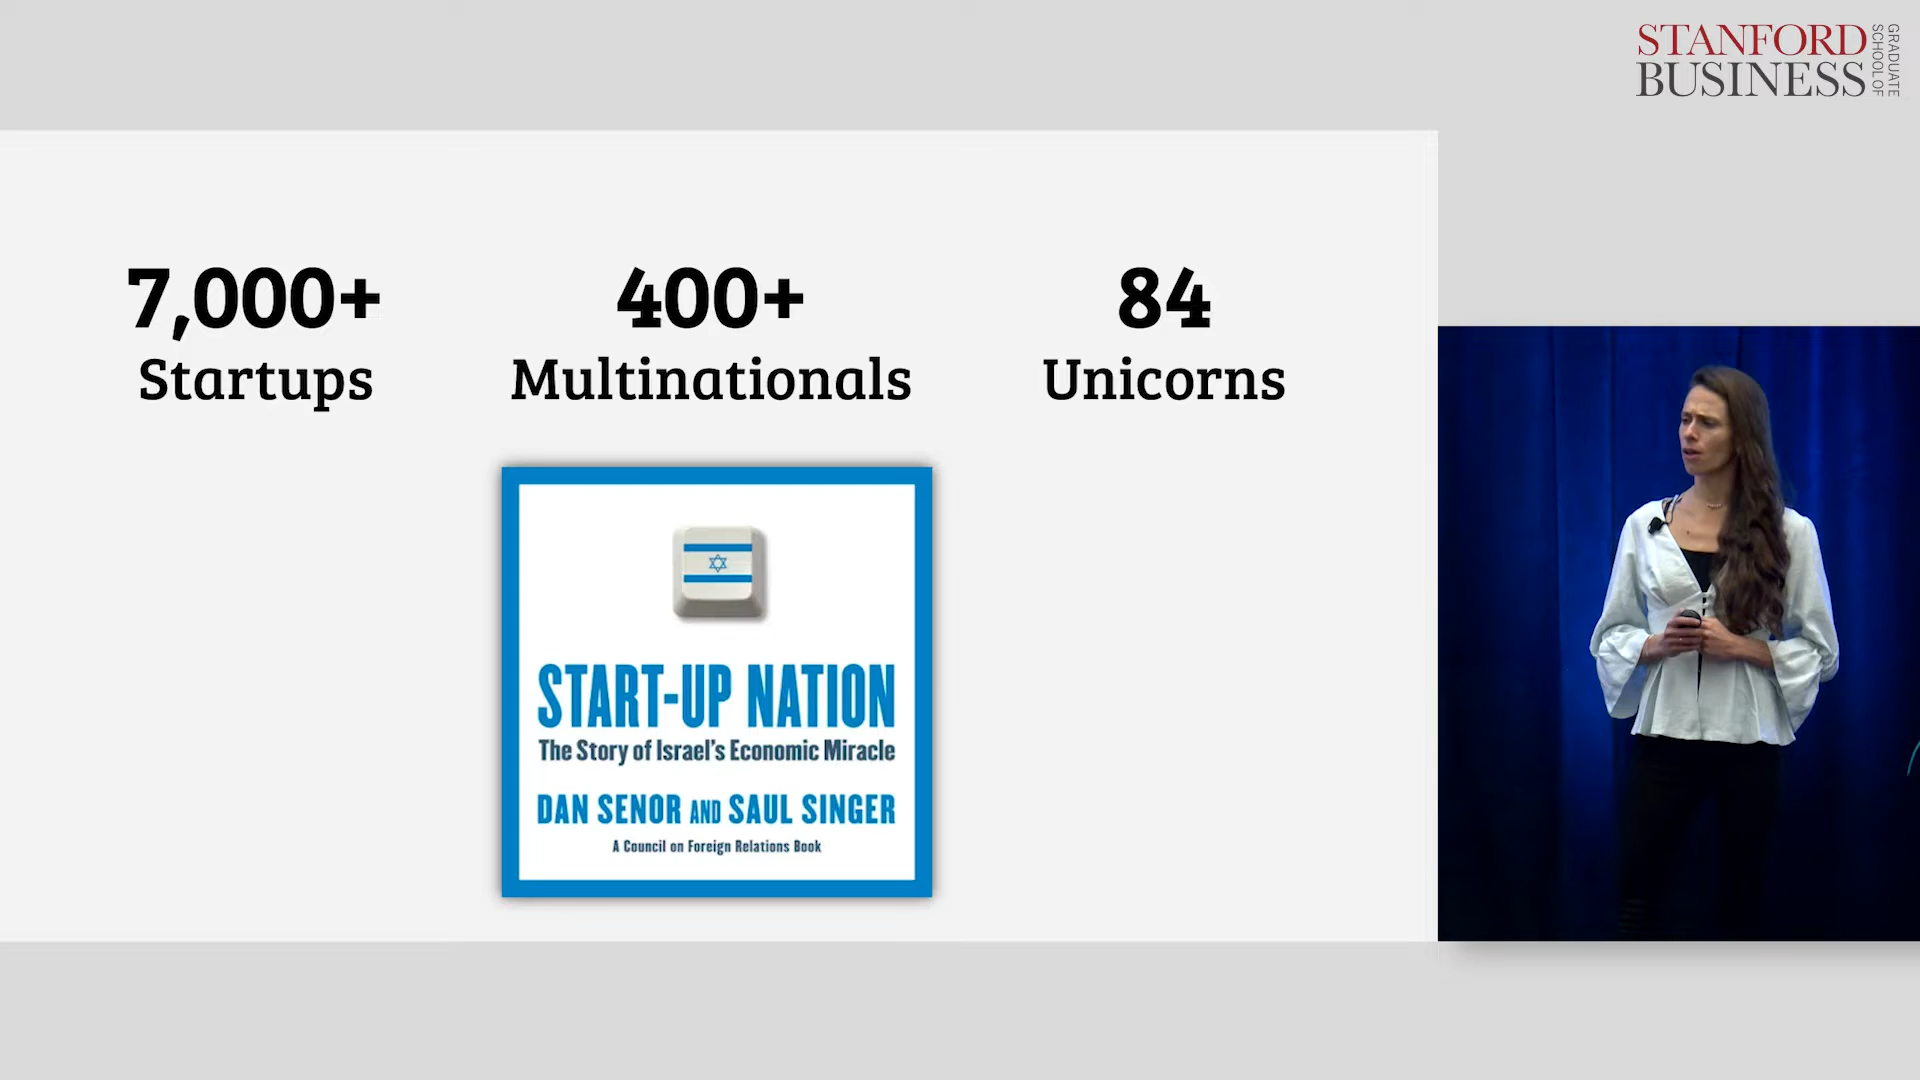 STANFORD
BUSINESS
GRADUATE
SCHOOL OF
7,000+
Startups
400+
Multinationals
84
Unicorns
START-UP NATION
The Story of Israel's Economic Miracle
DAN SENOR AND SAUL SINGER
A Council on Foreign Relations Book